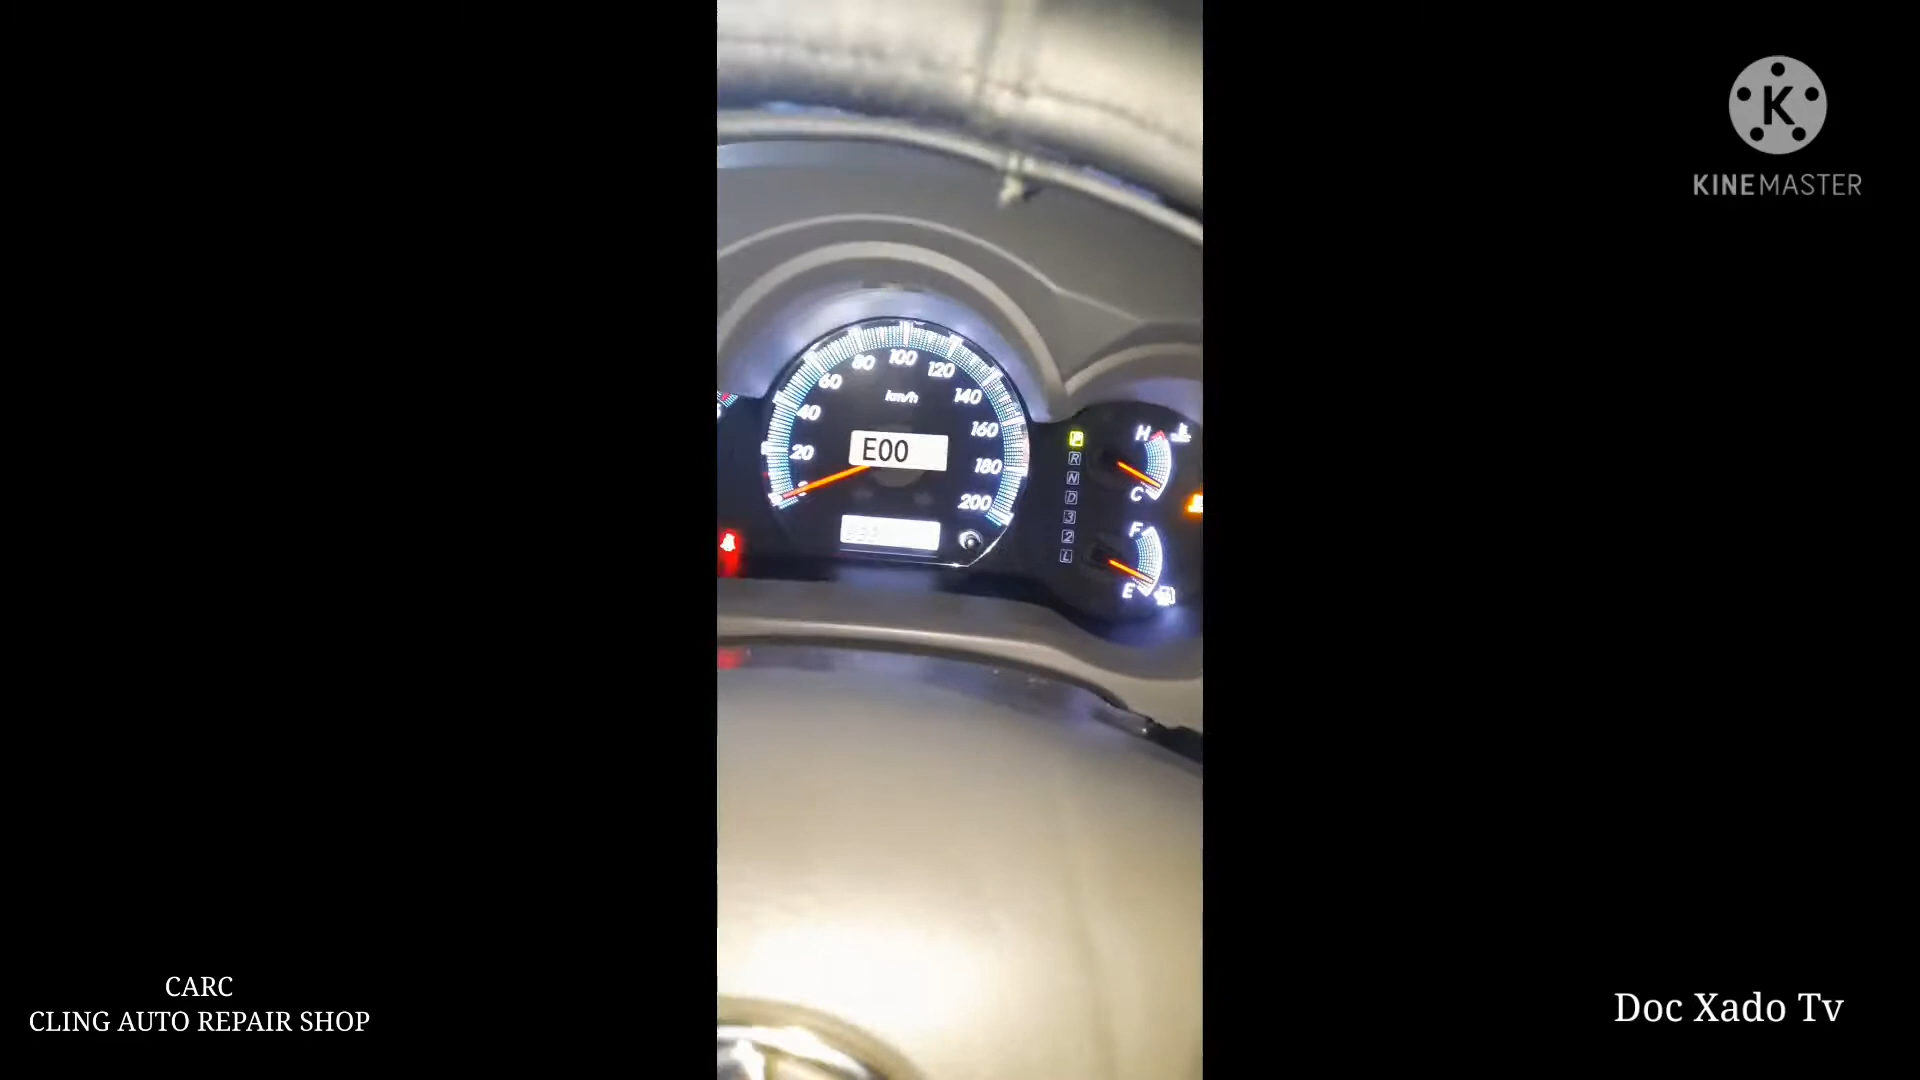 KINEMASTER
80
100
120
60
km/h
140
40
160
H
P
E00
R
20
180
N
C
D
200
3
F
2
L
E
CARC
CLING AUTO REPAIR SHOP
Doc Xado Tv